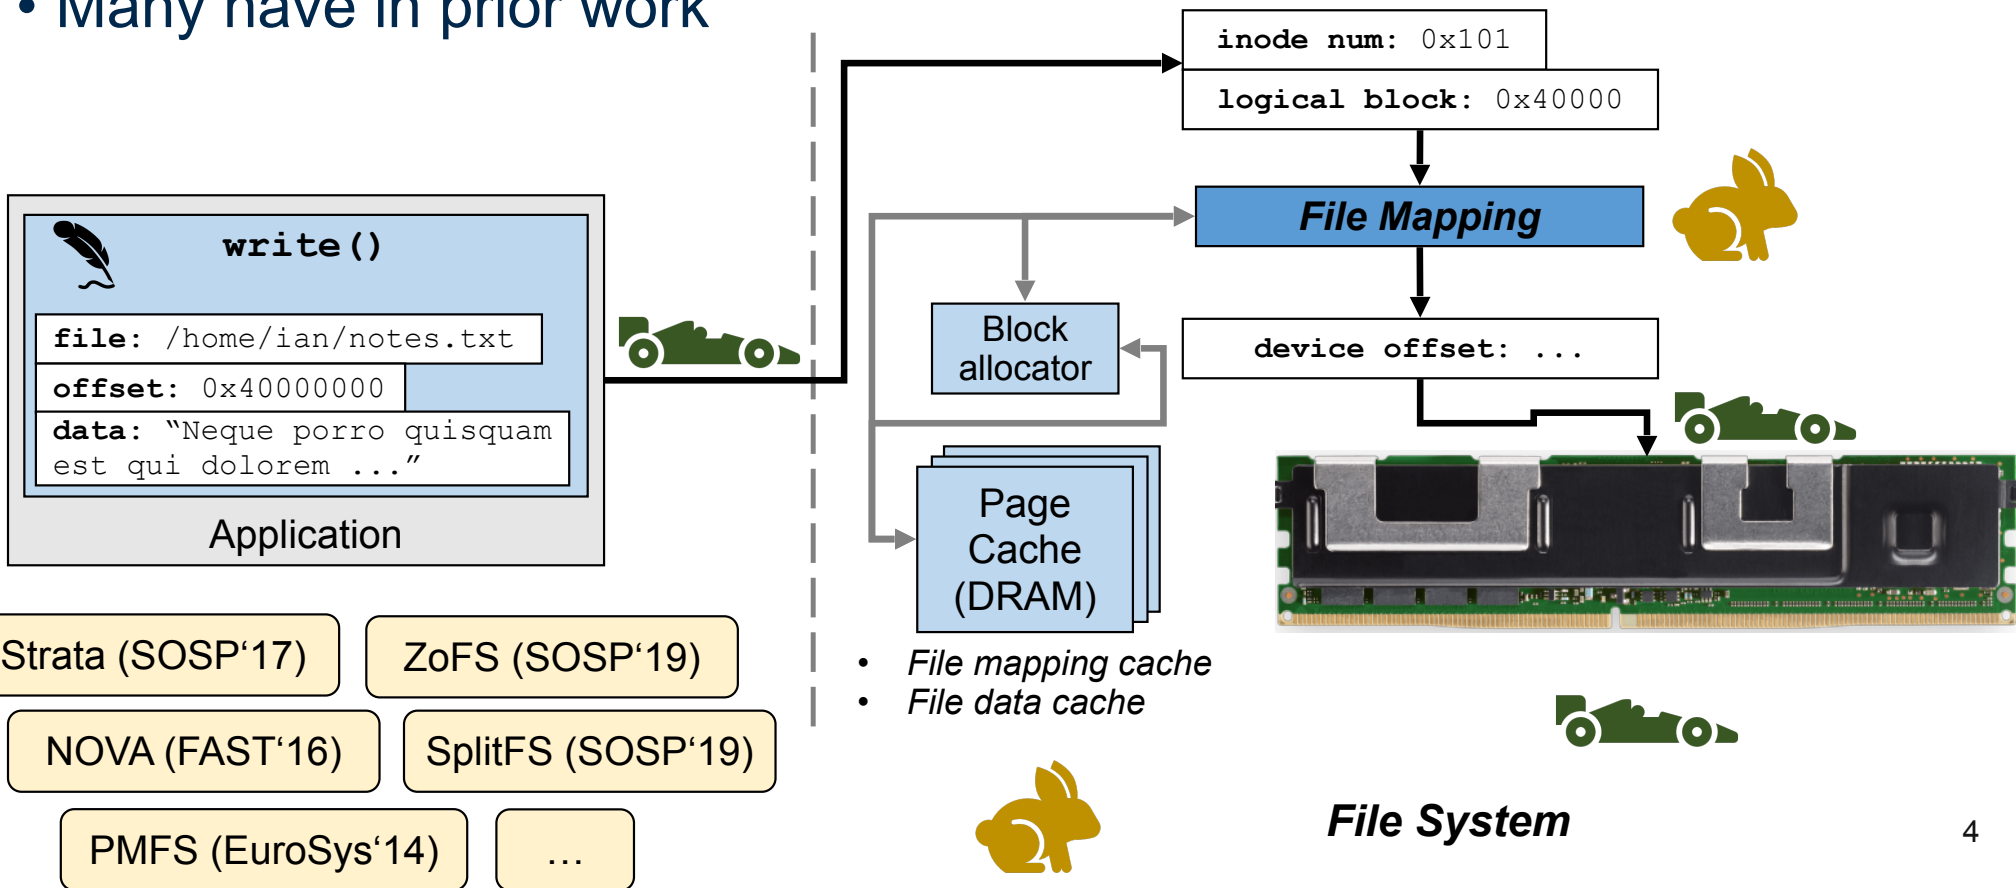 • Many have in prior work
inode num: 0x101
logical block: 0x40000
File Mapping
device offset: ...
write()
file: /home/ian/notes.txt
offset: 0x40000000
data: “Neque porro quisquam
est qui dolorem ...”
Application
Block
allocator
Page
Cache
(DRAM)
• File mapping cache
• File data cache
Strata (SOSP‘17)
ZoFS (SOSP‘19)
NOVA (FAST‘16)
SplitFS (SOSP‘19)
PMFS (EuroSys‘14)
…
File System
4